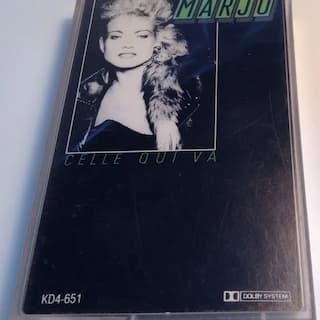 MARJO
CELLE QUI VA
KD4-651
DOLBY SYSTEM